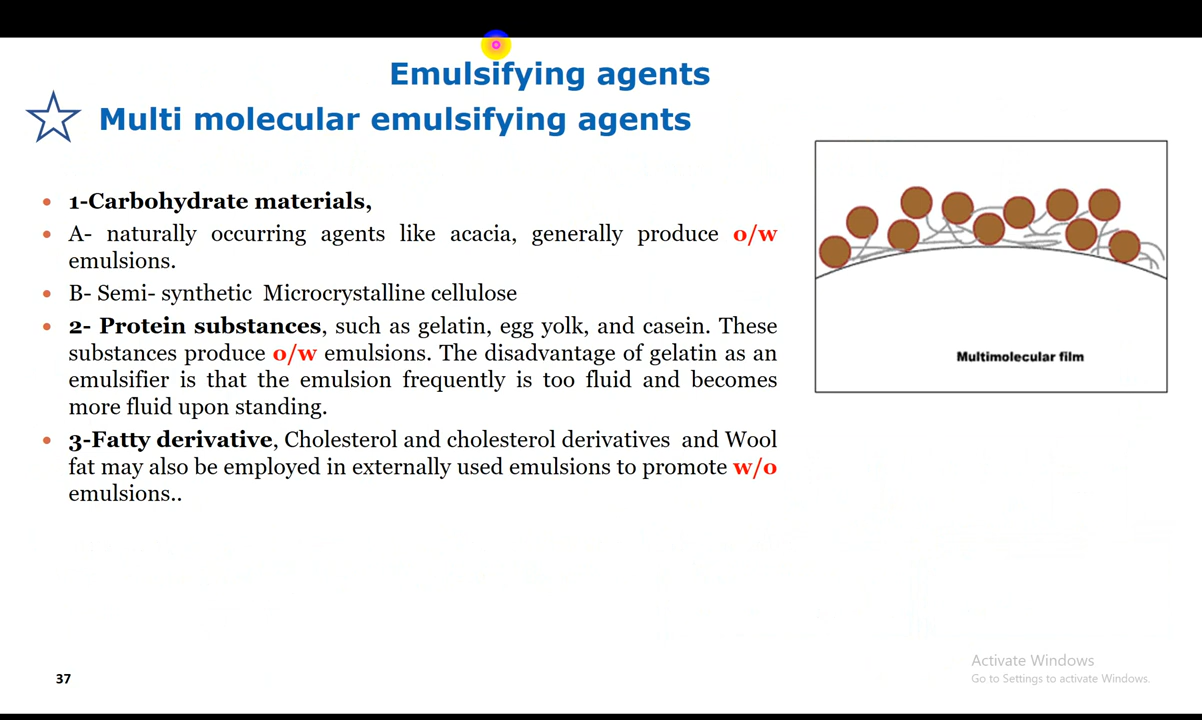 Emulsifying agents
Multi molecular emulsifying agents
• 1-Carbohydrate materials,
• A- naturally occurring agents like acacia, generally produce o/w
emulsions.
• B- Semi- synthetic Microcrystalline cellulose
• 2- Protein substances, such as gelatin, egg yolk, and casein. These
substances produce o/w emulsions. The disadvantage of gelatin as an
emulsifier is that the emulsion frequently is too fluid and becomes
more fluid upon standing.
• 3-Fatty derivative, Cholesterol and cholesterol derivatives and Wool
fat may also be employed in externally used emulsions to promote w/o
emulsions..
Multimolecular film
37
Activate Windows
Go to Settings to activate Windows.